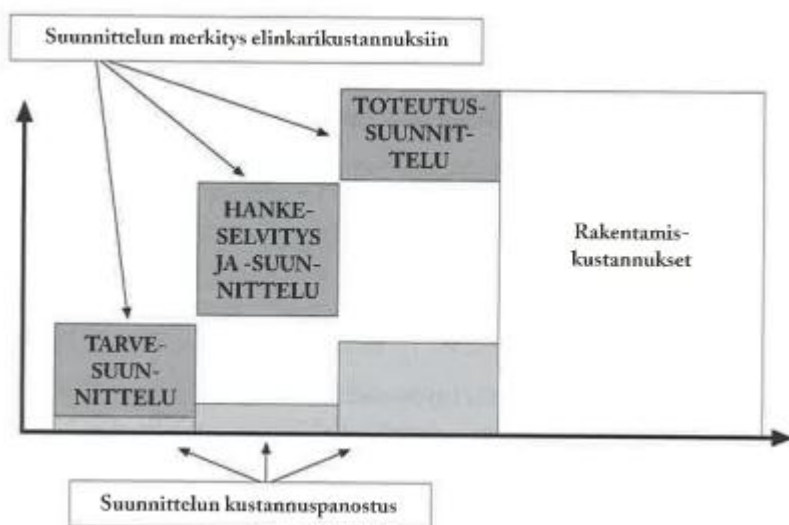 Suunnittelun merkitys elinkarikustannuksiin
TOTEUTUS-
SUUNNIT-
TELU
HANKE-
SELVITYS
JA -SUUN-
NITTELU
Rakentamis-
kustannukset
TARVE-
SUUN-
NITTELU
Suunnittelun kustannuspanostus